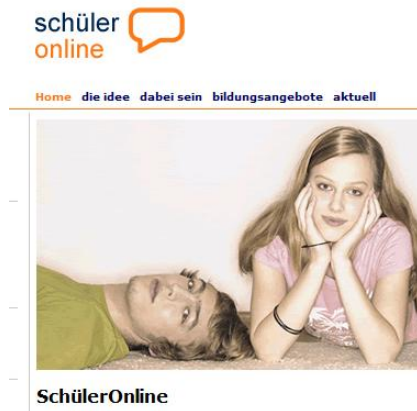 schüler
online
Home die idee dabei sein bildungsangebote aktuell
SchülerOnline